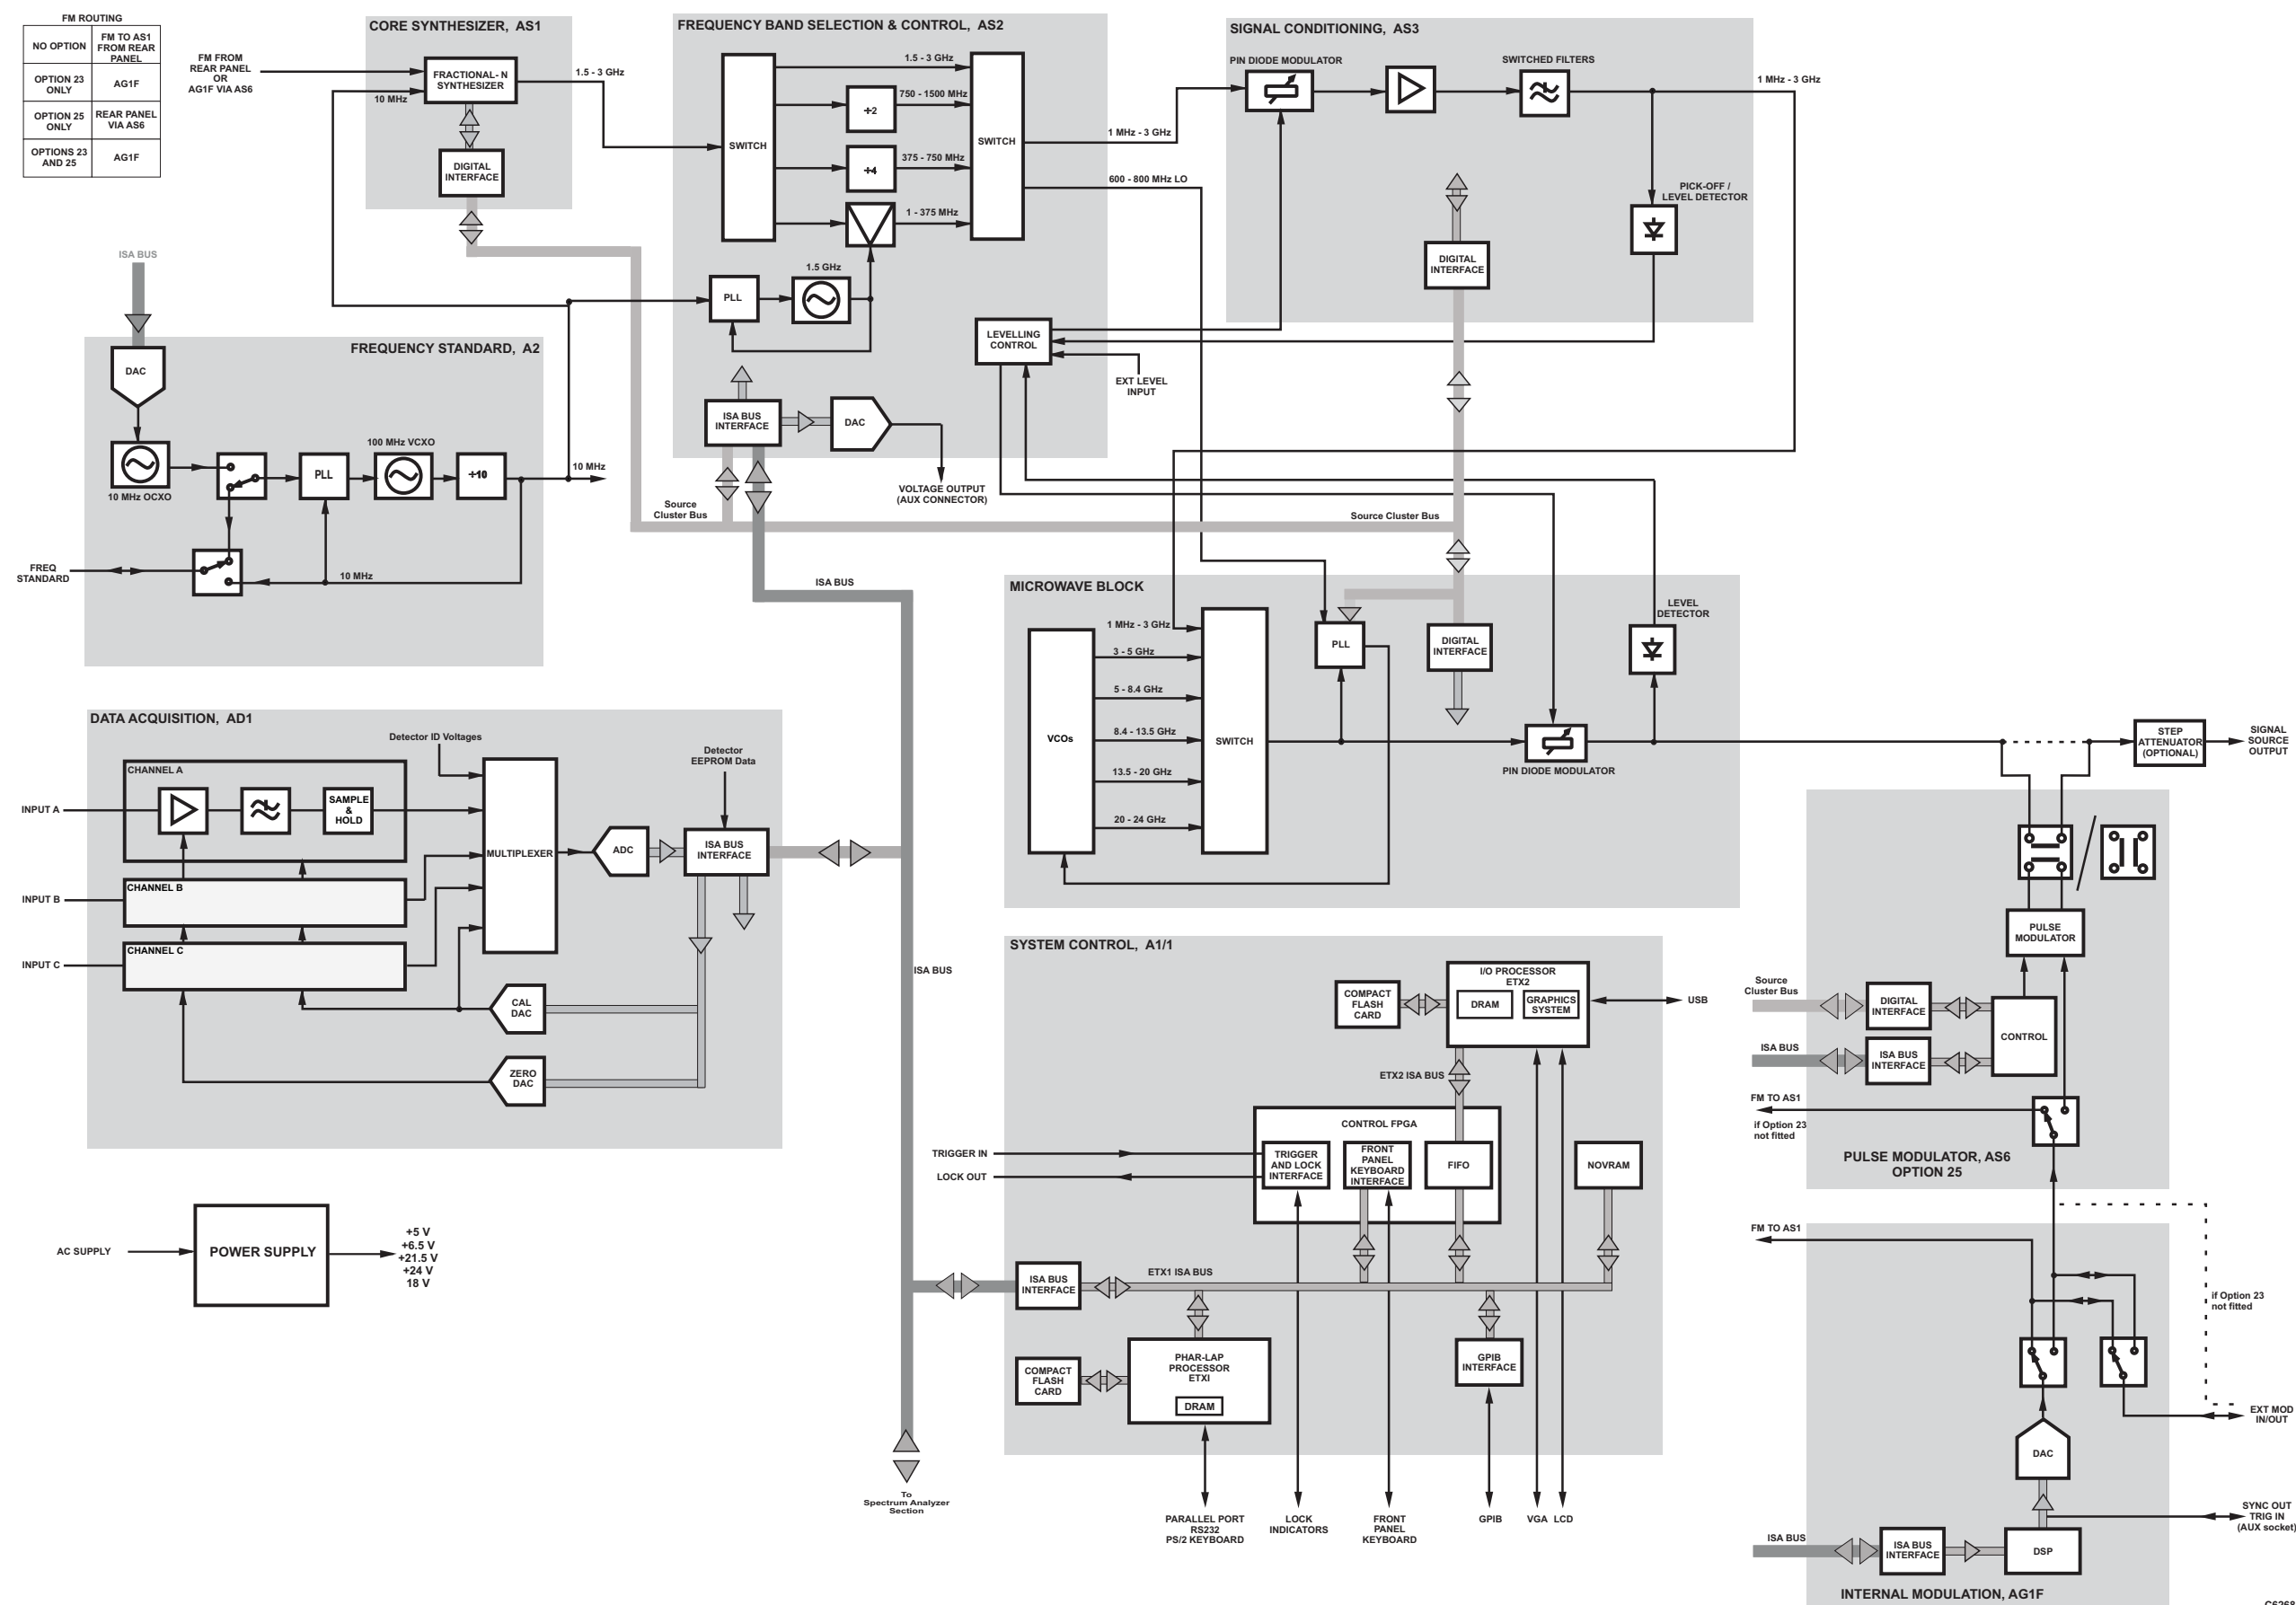 FM ROUTING
NO OPTION
FM TO AS1
FROM REAR
PANEL
OPTION 23
ONLY
AG1F
OPTION 25
ONLY
REAR PANEL
VIA AS6
OPTIONS 23
AND 25
AG1F
FM FROM
REAR PANEL
OR
AG1F VIA AS6
CORE SYNTHESIZER, AS1
FRACTIONAL- N
SYNTHESIZER
10 MHz
1.5 - 3 GHz
DIGITAL
INTERFACE
FREQUENCY BAND SELECTION & CONTROL, AS2
SWITCH
1.5 - 3 GHz
÷2
750 - 1500 MHz
÷4
375 - 750 MHz
1 - 375 MHz
SWITCH
1 MHz - 3 GHz
600 - 800 MHz LO
PLL
1.5 GHz
LEVELLING
CONTROL
EXT LEVEL
INPUT
ISA BUS
INTERFACE
DAC
VOLTAGE OUTPUT
(AUX CONNECTOR)
Source
Cluster Bus
Source Cluster Bus
SIGNAL CONDITIONING, AS3
PIN DIODE MODULATOR
SWITCHED FILTERS
1 MHz - 3 GHz
PICK-OFF /
LEVEL DETECTOR
DIGITAL
INTERFACE
ISA BUS
FREQUENCY STANDARD, A2
DAC
10 MHz OCXO
PLL
100 MHz VCXO
÷10
10 MHz
FREQ
STANDARD
10 MHz
ISA BUS
MICROWAVE BLOCK
VCOs
1 MHz - 3 GHz
3 - 5 GHz
5 - 8.4 GHz
8.4 - 13.5 GHz
13.5 - 20 GHz
20 - 24 GHz
SWITCH
PLL
DIGITAL
INTERFACE
LEVEL
DETECTOR
PIN DIODE MODULATOR
STEP
ATTENUATOR
(OPTIONAL)
SIGNAL
SOURCE
OUTPUT
DATA ACQUISITION, AD1
Detector ID Voltages
Detector
EEPROM Data
CHANNEL A
INPUT A
SAMPLE
&
HOLD
MULTIPLEXER
ADC
ISA BUS
INTERFACE
CHANNEL B
INPUT B
CHANNEL C
INPUT C
CAL
DAC
ZERO
DAC
ISA BUS
AC SUPPLY
POWER SUPPLY
+5 V
+6.5 V
+21.5 V
+24 V
18 V
To
Spectrum Analyzer
Section
SYSTEM CONTROL, A1/1
COMPACT
FLASH
CARD
I/O PROCESSOR
ETX2
DRAM
GRAPHICS
SYSTEM
USB
ETX2 ISA BUS
CONTROL FPGA
TRIGGER IN
LOCK OUT
TRIGGER
AND LOCK
INTERFACE
FRONT
PANEL
KEYBOARD
INTERFACE
FIFO
NOVRAM
ISA BUS
INTERFACE
ETX1 ISA BUS
COMPACT
FLASH
CARD
PHAR-LAP
PROCESSOR
ETXI
DRAM
GPIB
INTERFACE
PARALLEL PORT
RS232
PS/2 KEYBOARD
LOCK
INDICATORS
FRONT
PANEL
KEYBOARD
GPIB
VGA
LCD
PULSE
MODULATOR
Source
Cluster Bus
DIGITAL
INTERFACE
CONTROL
ISA BUS
ISA BUS
INTERFACE
FM TO AS1
if Option 23
not fitted
PULSE MODULATOR, AS6
OPTION 25
FM TO AS1
if Option 23
not fitted
EXT MOD
IN/OUT
DAC
SYNC OUT
TRIG IN
(AUX socket)
ISA BUS
ISA BUS
INTERFACE
DSP
INTERNAL MODULATION, AG1F